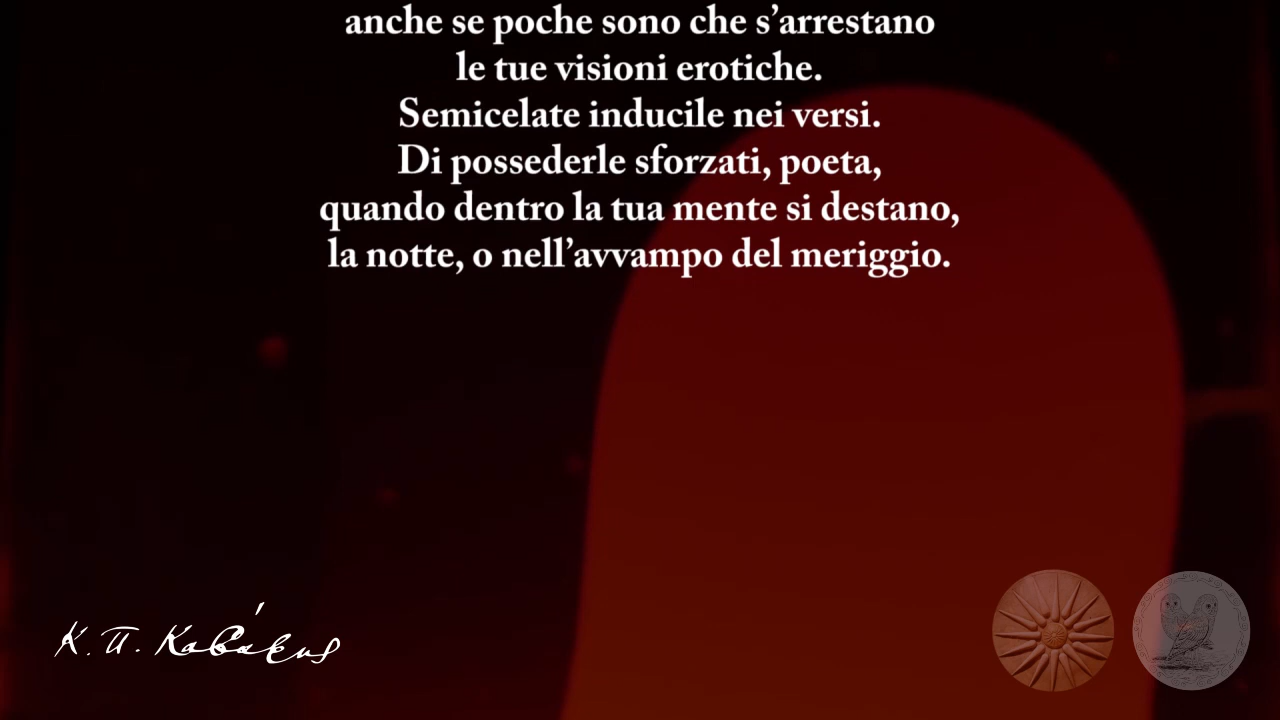 anche se poche sono che s’arrestano
le tue visioni erotiche.
Semicelate inducile nei versi.
Di possederle sforzati, poeta,
quando dentro la tua mente si destano,
la notte, o nell’avvampo del meriggio.
Κ. Π. Καβάφης